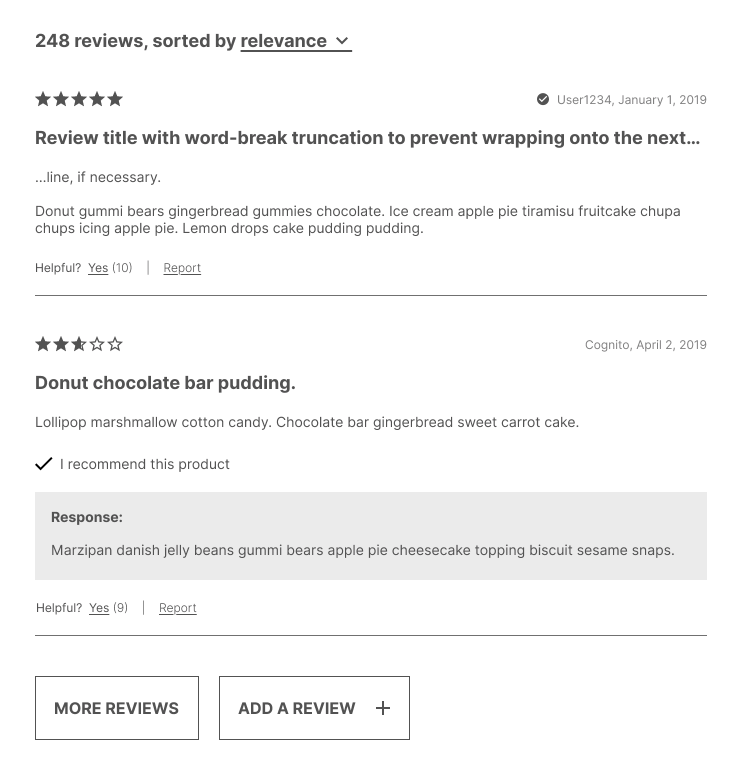 248 reviews, sorted by relevance
User1234, January 1, 2019
Review title with word-break truncation to prevent wrapping onto the next...
...line, if necessary.
Donut gummi bears gingerbread gummies chocolate. Ice cream apple pie tiramisu fruitcake chupa
chups icing apple pie. Lemon drops cake pudding pudding.
Helpful? Yes (10) | Report
Cognito, April 2, 2019
Donut chocolate bar pudding.
Lollipop marshmallow cotton candy. Chocolate bar gingerbread sweet carrot cake.
I recommend this product
Response:
Marzipan danish jelly beans gummi bears apple pie cheesecake topping biscuit sesame snaps.
Helpful? Yes (9) | Report
MORE REVIEWS
ADD A REVIEW +